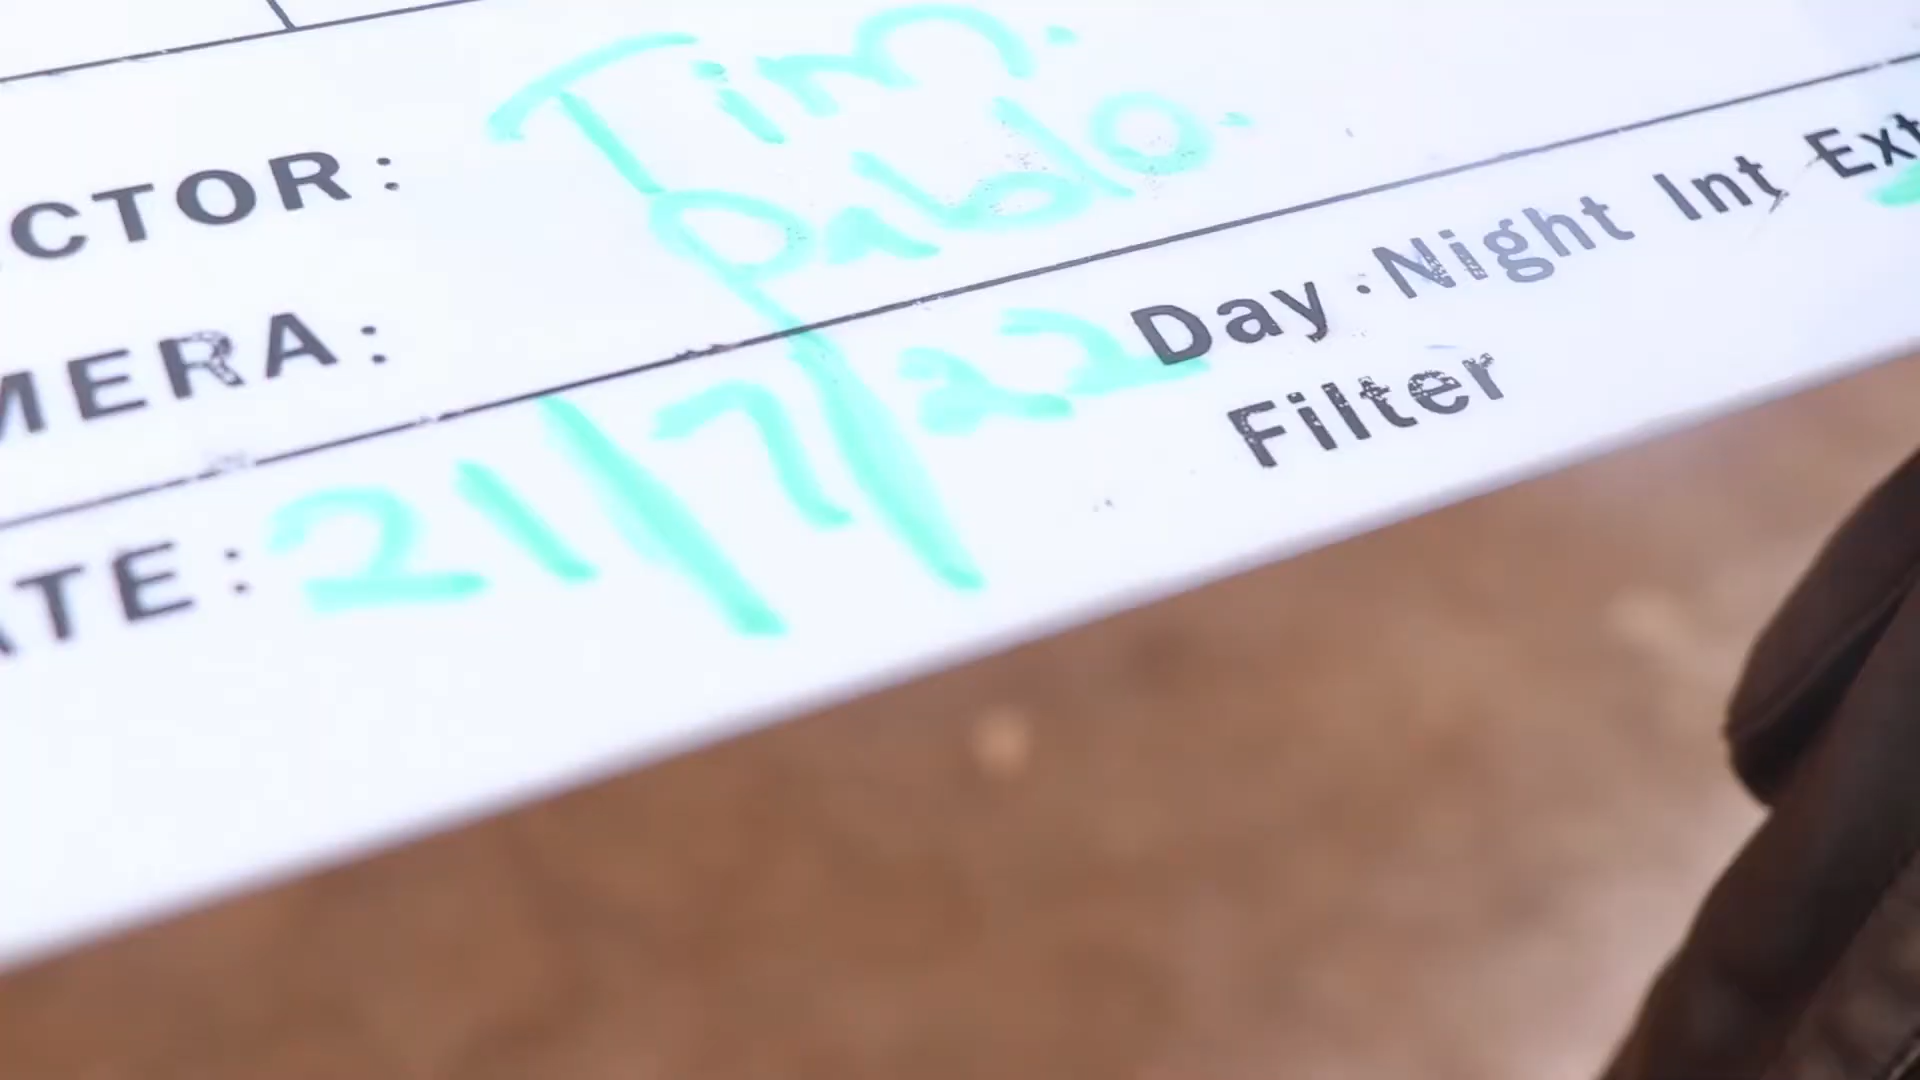 CTOR: Tim.
MERA: Pablo.
ATE: 21/7/22 Day · Night Int Ext
Filter